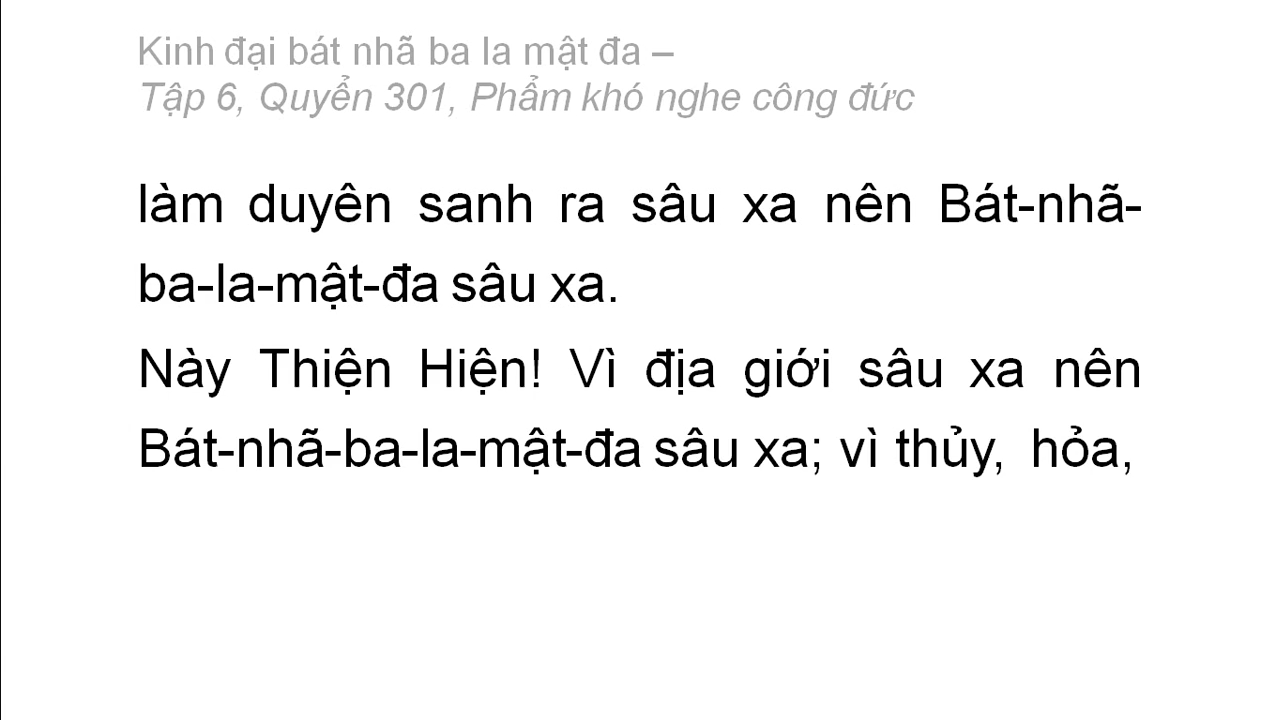 Kinh đại bát nhã ba la mật đa –
Tập 6, Quyển 301, Phẩm khó nghe công đức
làm duyên sanh ra sâu xa nên Bát-nhã-
ba-la-mật-đa sâu xa.
Này Thiện Hiện! Vì địa giới sâu xa nên
Bát-nhã-ba-la-mật-đa sâu xa; vì thủy, hỏa,